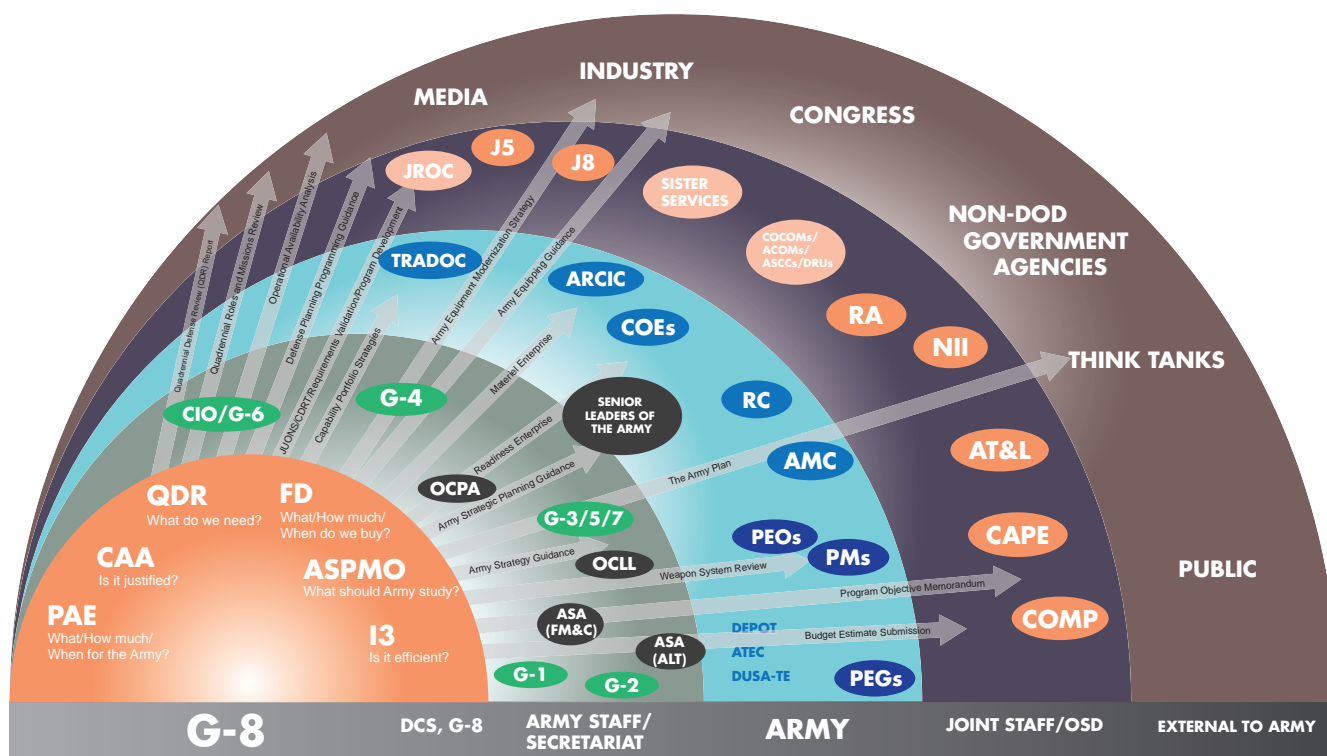 INDUSTRY
MEDIA
CONGRESS
NON-DOD
GOVERNMENT
AGENCIES
THINK TANKS
PUBLIC
J5
J8
JROC
SISTER
SERVICES
COCOMs/
ACOMs/
ASCCs/DRUs
RA
NII
AT&L
CAPE
COMP
TRADOC
ARCIC
COEs
RC
AMC
PEOs
PMs
DEPOT
ATEC
DUSA-TE
PEGs
CIO/G-6
G-4
SENIOR
LEADERS OF
THE ARMY
OCPA
G-3/5/7
OCLL
ASA
(FM&C)
ASA
(ALT)
G-1
G-2
Quadrennial Defense Review (QDR) Report
Quadrenial Roles and Missions Review
Operational Availability Analysis
Defense Planning Programming Guidance
JUONS/CDRT/Requirements Validation/Program Development
Capability Portfolio Strategies
Army Equipment Modernization Strategy
Army Equipping Guidance
Materiel Enterprise
Readiness Enterprise
Army Strategic Planning Guidance
The Army Plan
Army Strategy Guidance
Weapon System Review
Program Objective Memorandum
Budget Estimate Submission
QDR
What do we need?
FD
What/How much/
When do we buy?
CAA
Is it justified?
ASPMO
What should Army study?
PAE
What/How much/
When for the Army?
I3
Is it efficient?
G-8
DCS, G-8
ARMY STAFF/
SECRETARIAT
ARMY
JOINT STAFF/OSD
EXTERNAL TO ARMY